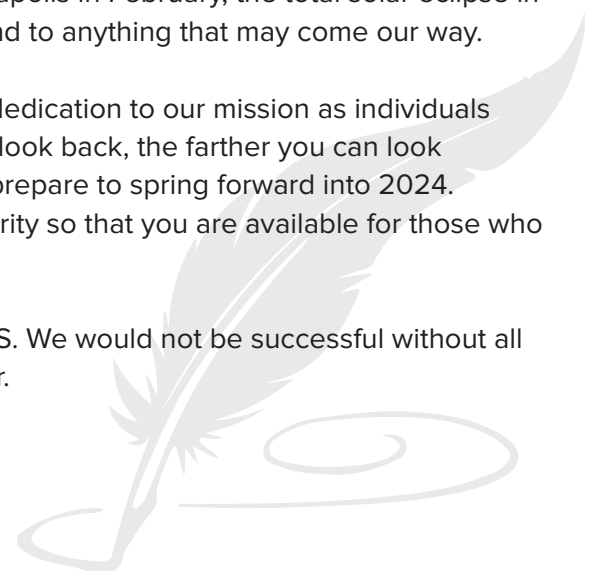 apolis in February, the total solar eclipse in
nd to anything that may come our way.
dedication to our mission as individuals
look back, the farther you can look
prepare to spring forward into 2024.
rity so that you are available for those who
S. We would not be successful without all
r.